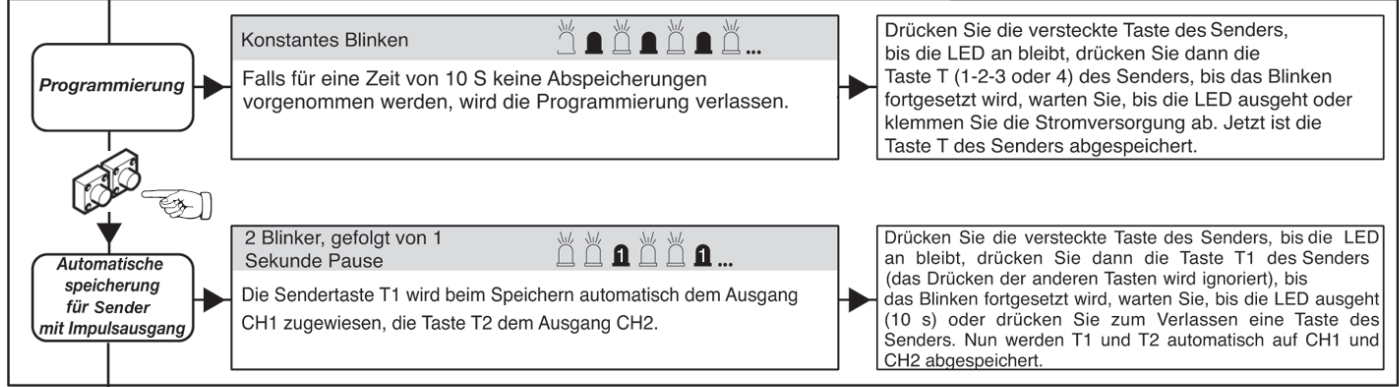 Programmierung
Konstantes Blinken
...
Falls für eine Zeit von 10 S keine Abspeicherungen
vorgenommen werden, wird die Programmierung verlassen.
Drücken Sie die versteckte Taste des Senders,
bis die LED an bleibt, drücken Sie dann die
Taste T (1-2-3 oder 4) des Senders, bis das Blinken
fortgesetzt wird, warten Sie, bis die LED ausgeht oder
klemmen Sie die Stromversorgung ab. Jetzt ist die
Taste T des Senders abgespeichert.
Automatische
speicherung
für Sender
mit Impulsausgang
2 Blinker, gefolgt von 1
Sekunde Pause
1 1 ...
Die Sendertaste T1 wird beim Speichern automatisch dem Ausgang
CH1 zugewiesen, die Taste T2 dem Ausgang CH2.
Drücken Sie die versteckte Taste des Senders, bis die LED
an bleibt, drücken Sie dann die Taste T1 des Senders
(das Drücken der anderen Tasten wird ignoriert), bis
das Blinken fortgesetzt wird, warten Sie, bis die LED ausgeht
(10 s) oder drücken Sie zum Verlassen eine Taste des
Senders. Nun werden T1 und T2 automatisch auf CH1 und
CH2 abgespeichert.